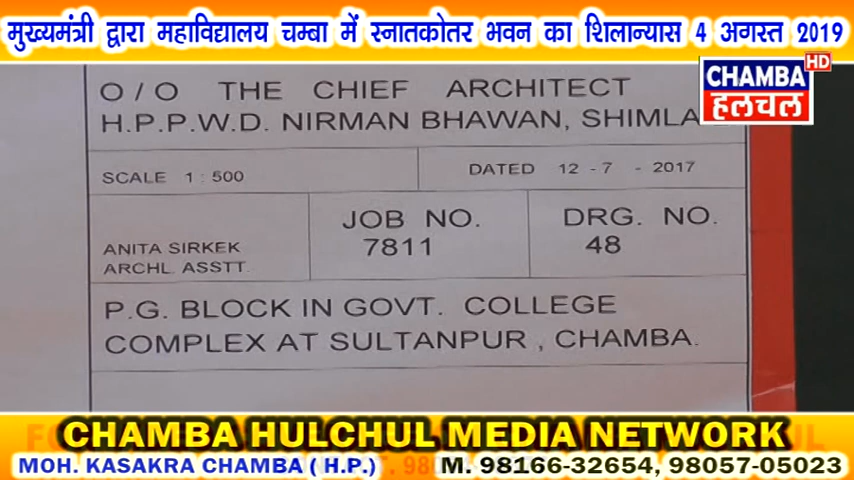 मुख्यमंत्री द्वारा महाविद्यालय चम्बा में स्नातकोतर भवन का शिलान्यास 4 अगस्त 2019
CHAMBA HD
हलचल
O / O THE CHIEF ARCHITECT
H.P.P.W.D. NIRMAN BHAWAN, SHIMLA
SCALE 1 : 500
DATED 12 - 7 - 2017
ANITA SIRKEK
ARCHL. ASSTT.
JOB NO.
7811
DRG. NO.
48
P.G. BLOCK IN GOVT. COLLEGE
COMPLEX AT SULTANPUR , CHAMBA.
CHAMBA HULCHUL MEDIA NETWORK
MOH. KASAKRA CHAMBA ( H.P.) M. 98166-32654, 98057-05023